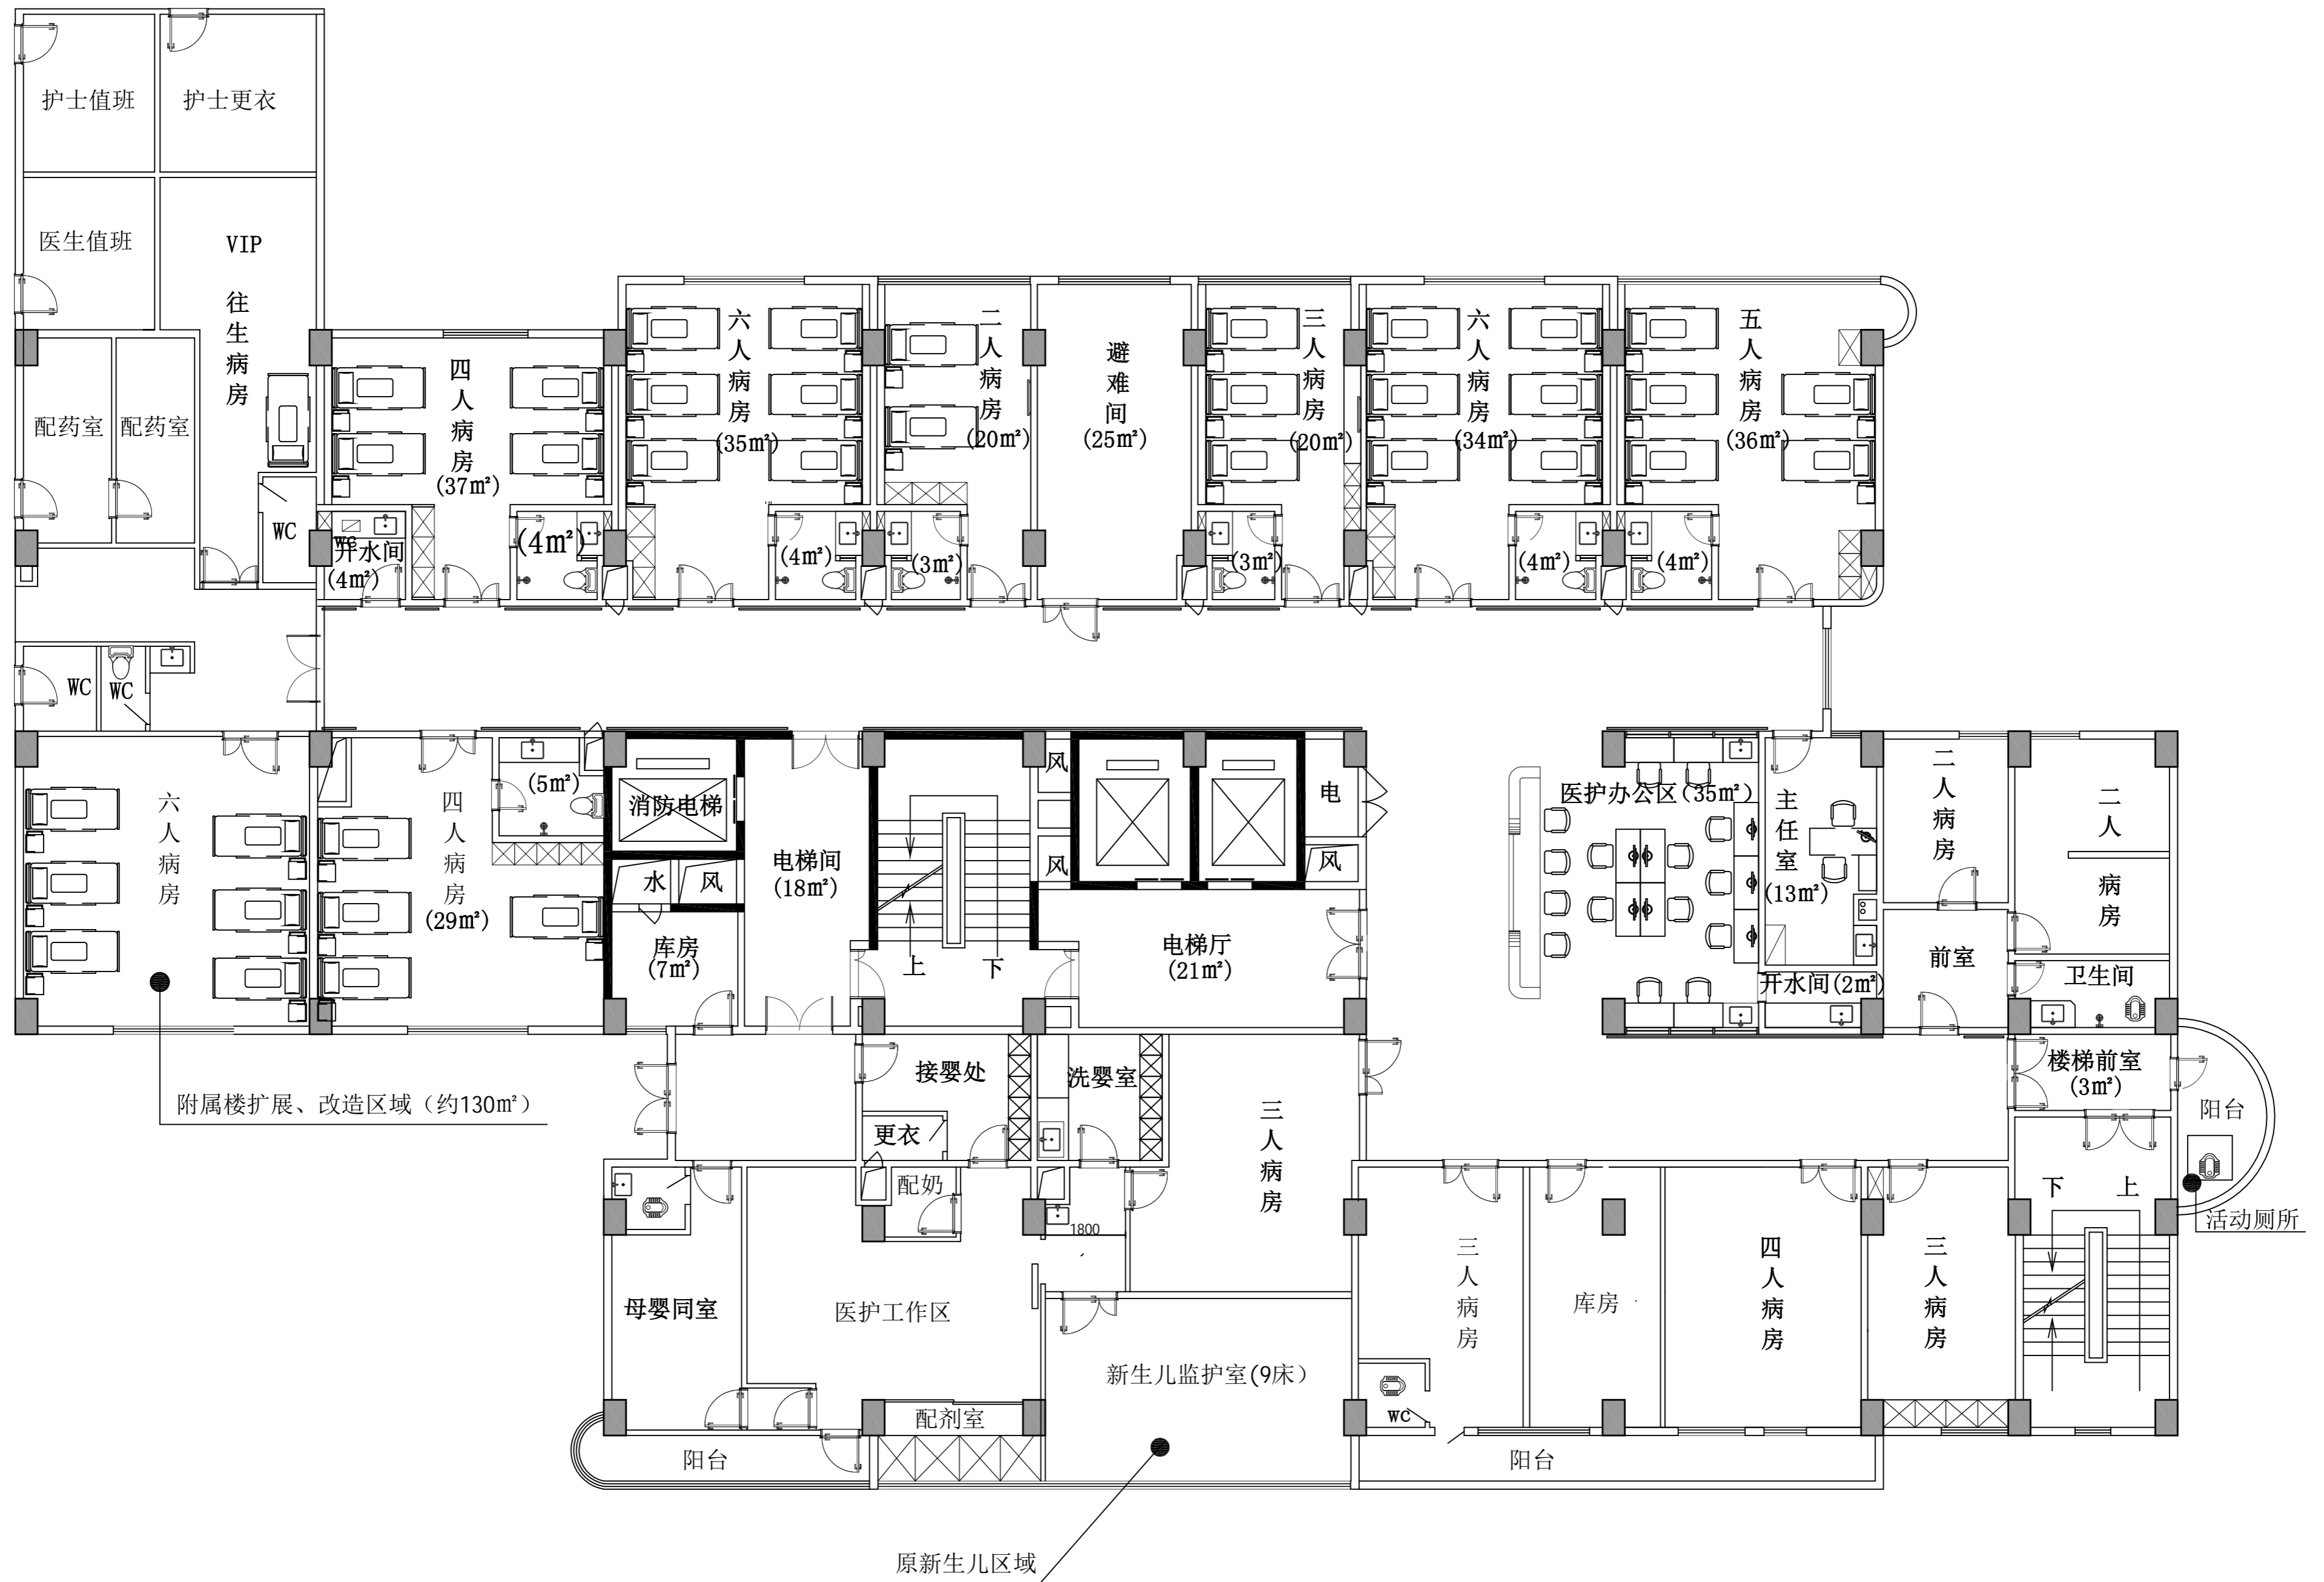 护士值班
护士更衣
医生值班
VIP
往生病房
配药室
配药室
WC
四人病房
(37m²)
六人病房
(35m²)
二人病房
(20m²)
避难间
(25m²)
三人病房
(20m²)
六人病房
(34m²)
五人病房
(36m²)
WC
开水间
(4m²)
(4m²)
(4m²)
(3m²)
(3m²)
(4m²)
(4m²)
WC
WC
六人病房
四人病房
(29m²)
(5m²)
消防电梯
水
风
库房
(7m²)
电梯间
(18m²)
上
下
风
风
电
风
电梯厅
(21m²)
医护办公区(35m²)
主任室
(13m²)
开水间(2m²)
二人病房
二人
病房
前室
卫生间
楼梯前室
(3m²)
阳台
附属楼扩展、改造区域（约130㎡）
接婴处
洗婴室
更衣
配奶
三人病房
1800
下
上
活动厕所
母婴同室
医护工作区
新生儿监护室(9床）
三人病房
库房
四人病房
三人病房
WC
配剂室
阳台
阳台
原新生儿区域